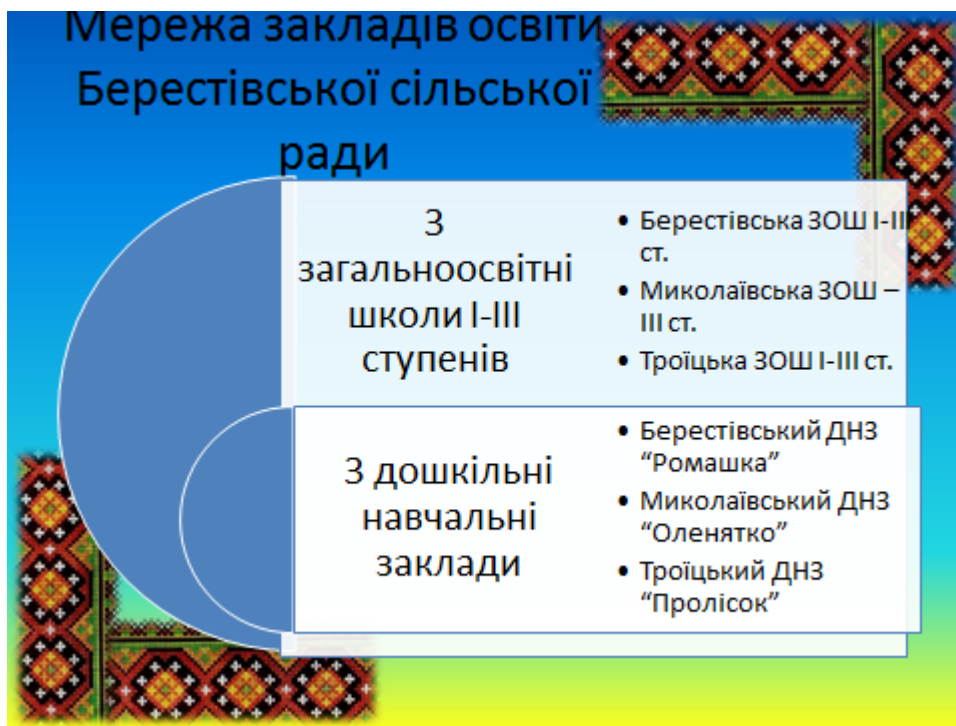 Мережа закладів освіти
Берестівської сільської
ради
3
загальноосвітні
школи І-ІІІ
ступенів
• Берестівська ЗОШ І-ІІІ
ст.
• Миколаївська ЗОШ –
ІІІ ст.
• Троїцька ЗОШ І-ІІІ ст.
3 дошкільні
навчальні
заклади
• Берестівський ДНЗ
“Ромашка”
• Миколаївський ДНЗ
“Оленятко”
• Троїцький ДНЗ
“Пролісок”